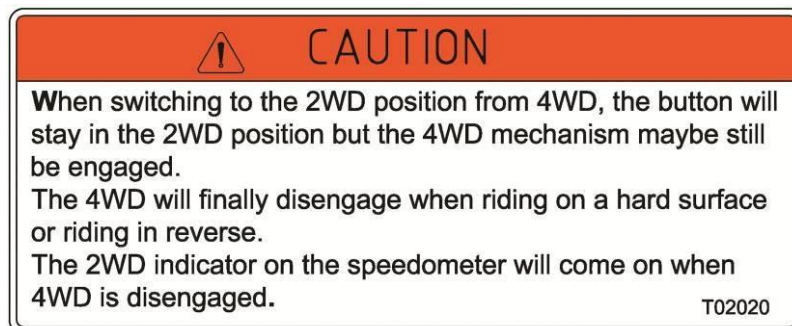 CAUTION
When switching to the 2WD position from 4WD, the button will
stay in the 2WD position but the 4WD mechanism maybe still
be engaged.
The 4WD will finally disengage when riding on a hard surface
or riding in reverse.
The 2WD indicator on the speedometer will come on when
4WD is disengaged.
T02020